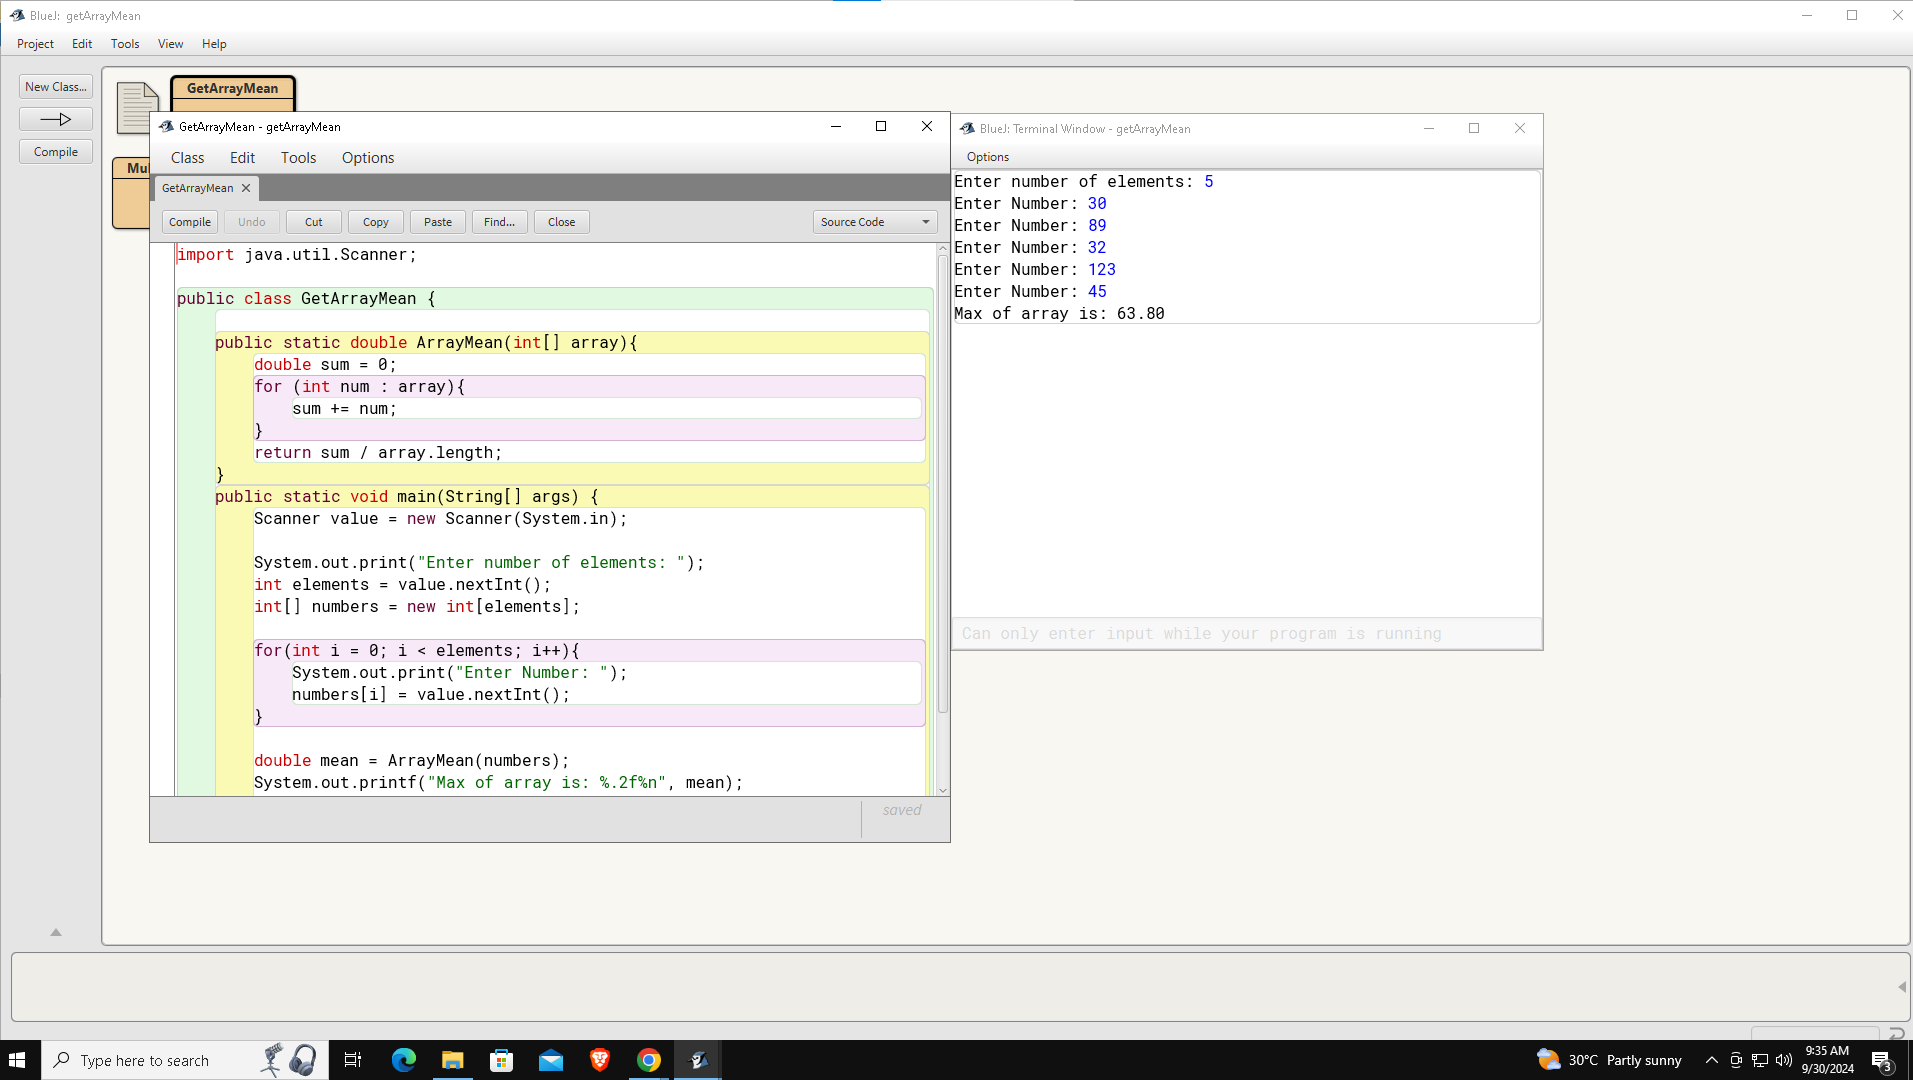 BlueJ: getArrayMean
Project Edit Tools View Help
New Class...
Compile
GetArrayMean
Mul
GetArrayMean - getArrayMean
Class Edit Tools Options
GetArrayMean
Compile Undo Cut Copy Paste Find... Close Source Code
import java.util.Scanner;
public class GetArrayMean {
public static double ArrayMean(int[] array){
double sum = 0;
for (int num : array){
sum += num;
}
return sum / array.length;
}
public static void main(String[] args) {
Scanner value = new Scanner(System.in);
System.out.print("Enter number of elements: ");
int elements = value.nextInt();
int[] numbers = new int[elements];
for(int i = 0; i < elements; i++){
System.out.print("Enter Number: ");
numbers[i] = value.nextInt();
}
double mean = ArrayMean(numbers);
System.out.printf("Max of array is: %.2f%n", mean);
saved
BlueJ: Terminal Window - getArrayMean
Options
Enter number of elements: 5
Enter Number: 30
Enter Number: 89
Enter Number: 32
Enter Number: 123
Enter Number: 45
Max of array is: 63.80
Can only enter input while your program is running
Type here to search
30°C Partly sunny
9:35 AM
9/30/2024
3